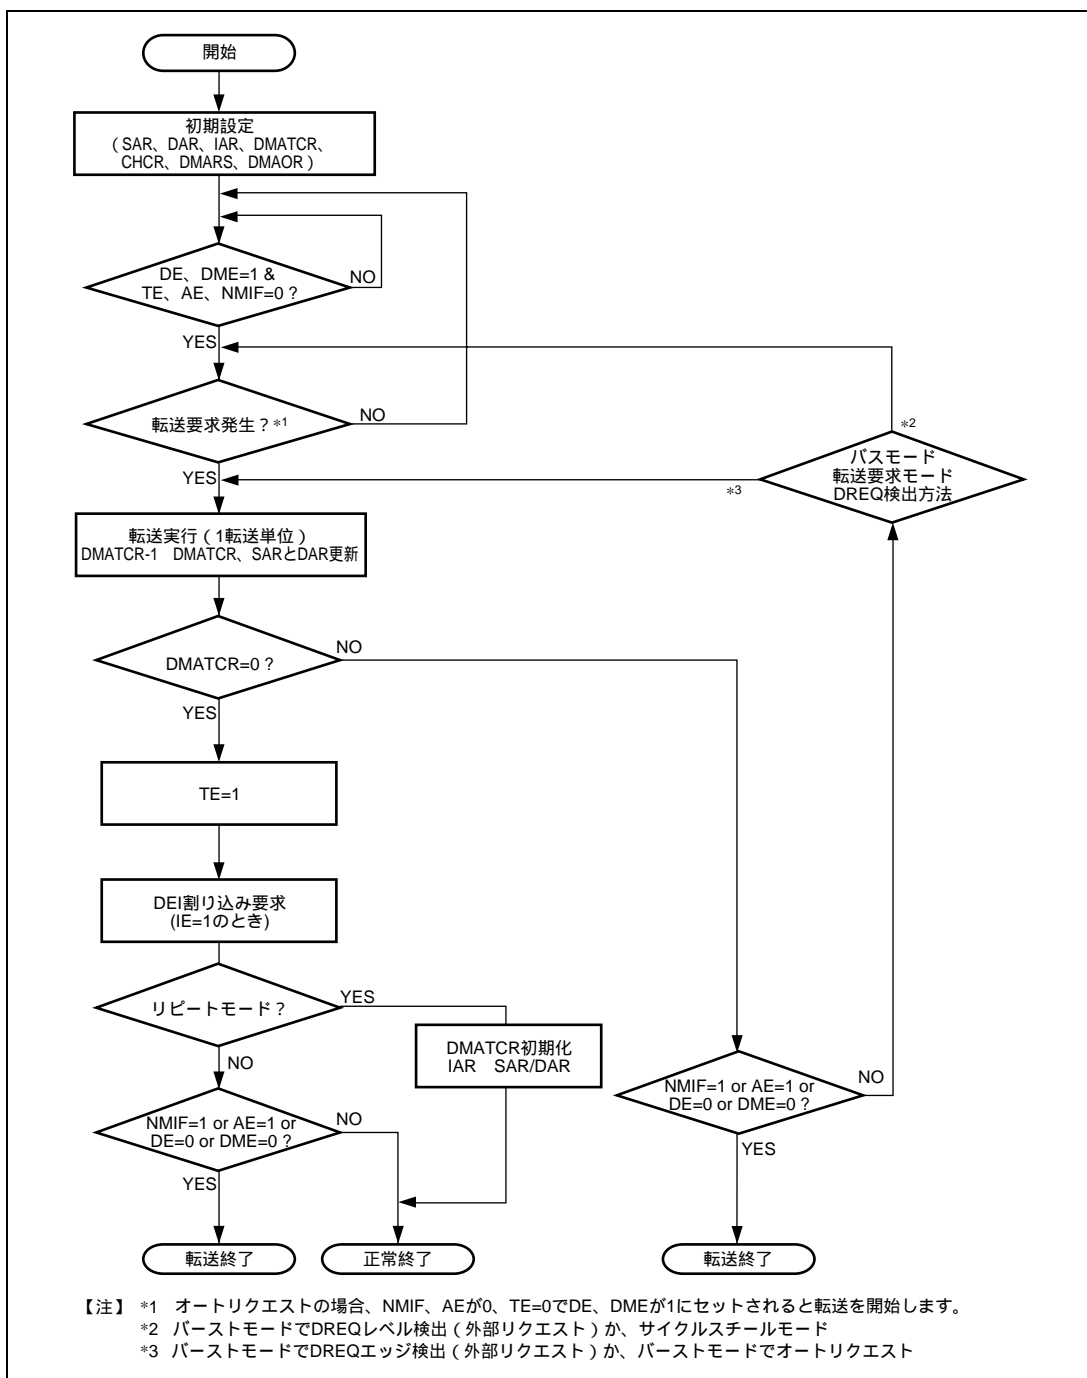 開始
初期設定
(SAR、DAR、IAR、DMATCR、
CHCR、DMARS、DMAOR)
DE、DME=1 &
TE、AE、NMIF=0 ?
NO
YES
転送要求発生？*1
NO
YES
*2
バスモード
転送要求モード
DREQ検出方法
*3
転送実行（1転送単位）
DMATCR-1　DMATCR、SARとDAR更新
DMATCR=0 ?
NO
YES
TE=1
DEI割り込み要求
(IE=1のとき)
リピートモード？
YES
NO
DMATCR初期化
IAR　SAR/DAR
NMIF=1 or AE=1 or
DE=0 or DME=0 ?
NO
YES
NMIF=1 or AE=1 or
DE=0 or DME=0 ?
NO
YES
転送終了
正常終了
転送終了
【注】 *1 オートリクエストの場合、NMIF、AEが0、TE=0でDE、DMEが1にセットされると転送を開始します。
*2 バーストモードでDREQレベル検出（外部リクエスト）か、サイクルスチールモード
*3 バーストモードでDREQエッジ検出（外部リクエスト）か、バーストモードでオートリクエスト